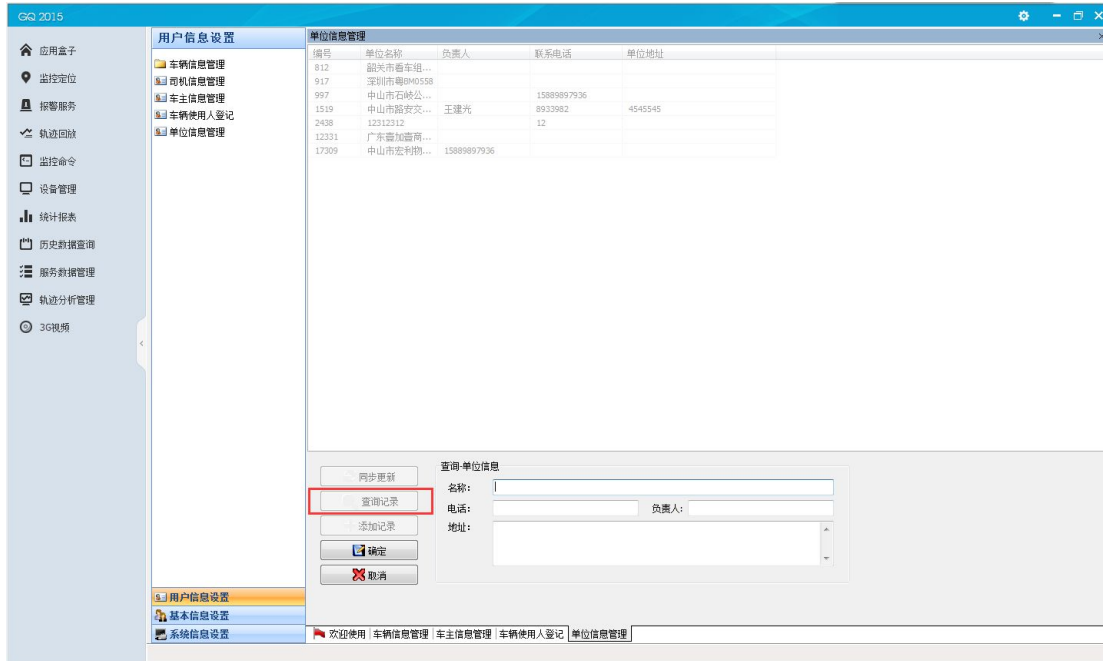 GQ 2015
应用盒子
监控定位
报警服务
轨迹回放
监控命令
设备管理
统计报表
历史数据查询
服务数据管理
轨迹分析管理
3G视频
用户信息设置
车辆信息管理
司机信息管理
车主信息管理
车辆使用人登记
单位信息管理
用户信息设置
基本信息设置
系统信息设置
单位信息管理
编号 单位名称 负责人 联系电话 单位地址
812 韶关市番车组...
917 深圳市粤BM0558
997 中山市石岐公... 15889897936
1519 中山市路安交... 王建光 8933982 4545545
2438 12312312 12
12331 广东壹加壹商...
17309 中山市宏利物... 15889897936
同步更新
查询记录
添加记录
确定
取消
查询-单位信息
名称:
电话: 负责人:
地址:
欢迎使用 车辆信息管理 车主信息管理 车辆使用人登记 单位信息管理